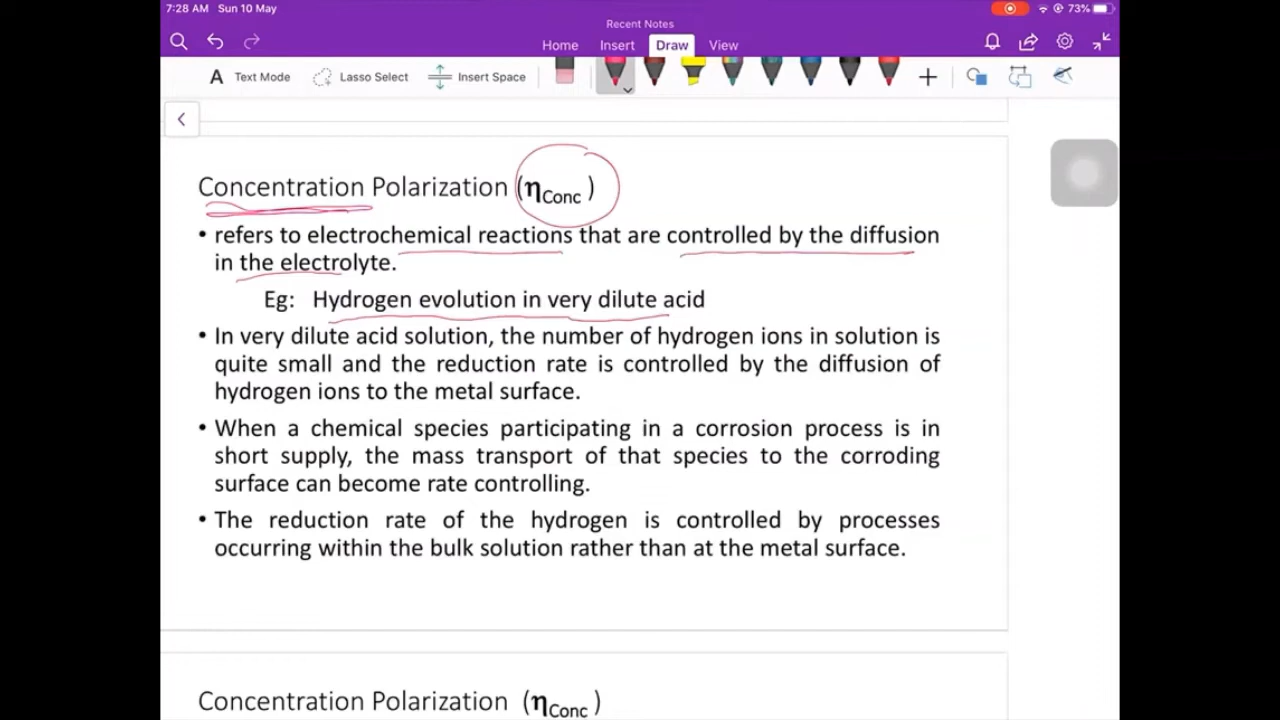 7:28 AM Sun 10 May
73%
Recent Notes
Home Insert Draw View
A Text Mode Lasso Select Insert Space
Concentration Polarization (ηConc )
• refers to electrochemical reactions that are controlled by the diffusion
in the electrolyte.
Eg: Hydrogen evolution in very dilute acid
• In very dilute acid solution, the number of hydrogen ions in solution is
quite small and the reduction rate is controlled by the diffusion of
hydrogen ions to the metal surface.
• When a chemical species participating in a corrosion process is in
short supply, the mass transport of that species to the corroding
surface can become rate controlling.
• The reduction rate of the hydrogen is controlled by processes
occurring within the bulk solution rather than at the metal surface.
Concentration Polarization (ηConc )